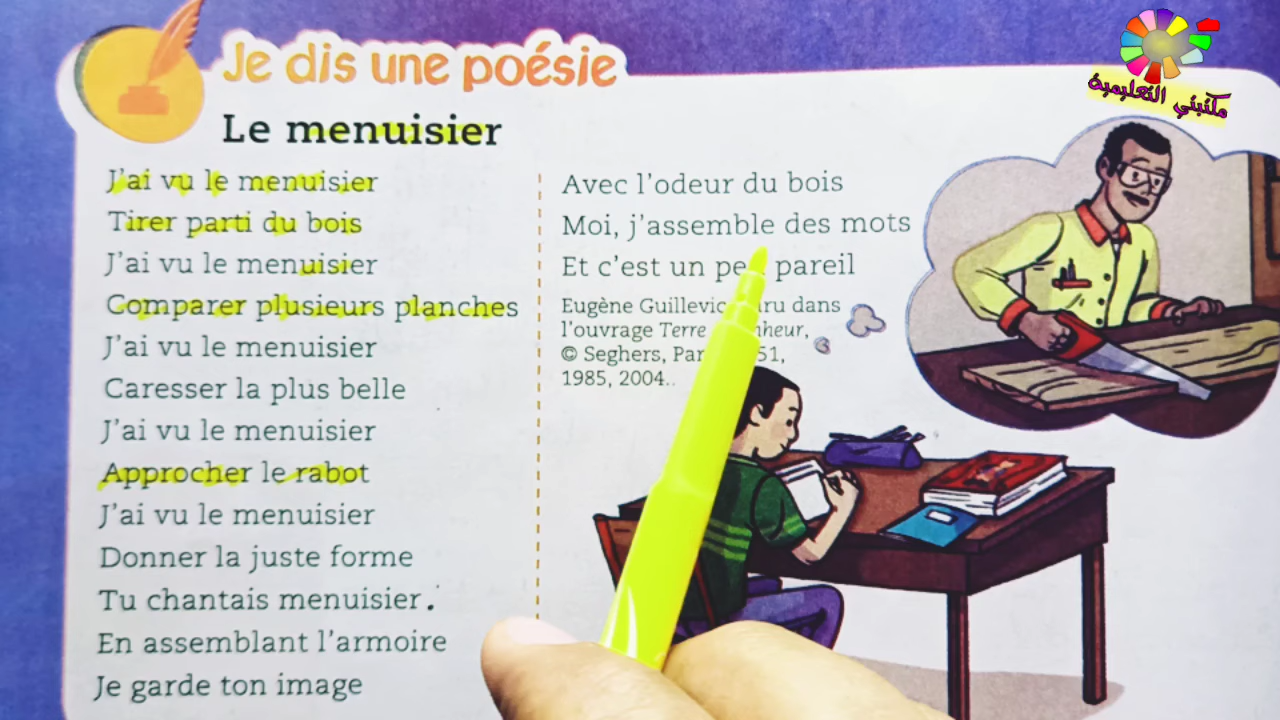 Je dis une poésie
Le menuisier
J'ai vu le menuisier
Tirer parti du bois
J'ai vu le menuisier
Comparer plusieurs planches
J'ai vu le menuisier
Caresser la plus belle
J'ai vu le menuisier
Approcher le rabot
J'ai vu le menuisier
Donner la juste forme
Tu chantais menuisier.
En assemblant l'armoire
Je garde ton image
Avec l'odeur du bois
Moi, j'assemble des mots
Et c'est un peu pareil
Eugène Guillevic dans
l'ouvrage Terre
© Seghers,
1985, 2004..
مكتبتي التعليمية